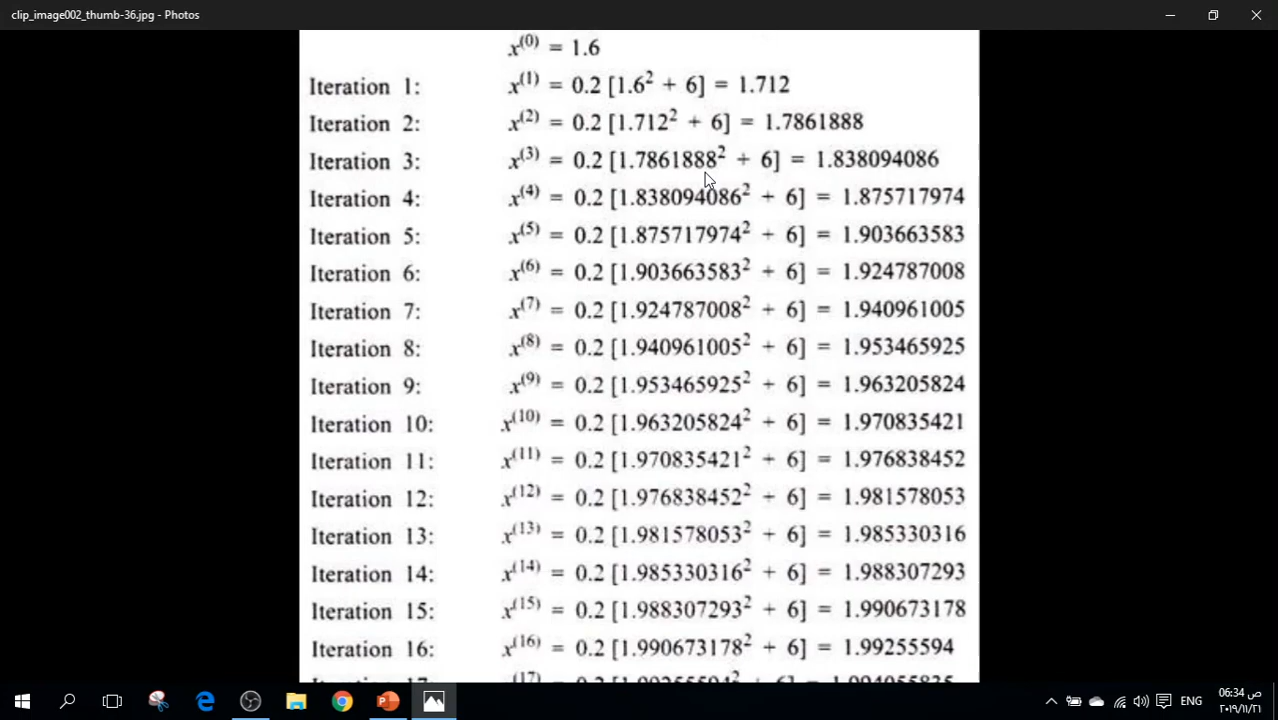 clip_image002_thumb-36.jpg - Photos
x(0) = 1.6
Iteration 1: x(1) = 0.2 [1.6² + 6] = 1.712
Iteration 2: x(2) = 0.2 [1.712² + 6] = 1.7861888
Iteration 3: x(3) = 0.2 [1.7861888² + 6] = 1.838094086
Iteration 4: x(4) = 0.2 [1.838094086² + 6] = 1.875717974
Iteration 5: x(5) = 0.2 [1.875717974² + 6] = 1.903663583
Iteration 6: x(6) = 0.2 [1.903663583² + 6] = 1.924787008
Iteration 7: x(7) = 0.2 [1.924787008² + 6] = 1.940961005
Iteration 8: x(8) = 0.2 [1.940961005² + 6] = 1.953465925
Iteration 9: x(9) = 0.2 [1.953465925² + 6] = 1.963205824
Iteration 10: x(10) = 0.2 [1.963205824² + 6] = 1.970835421
Iteration 11: x(11) = 0.2 [1.970835421² + 6] = 1.976838452
Iteration 12: x(12) = 0.2 [1.976838452² + 6] = 1.981578053
Iteration 13: x(13) = 0.2 [1.981578053² + 6] = 1.985330316
Iteration 14: x(14) = 0.2 [1.985330316² + 6] = 1.988307293
Iteration 15: x(15) = 0.2 [1.988307293² + 6] = 1.990673178
Iteration 16: x(16) = 0.2 [1.990673178² + 6] = 1.99255594
ENG
06:34 ص
٢٠١٩/١١/٢١